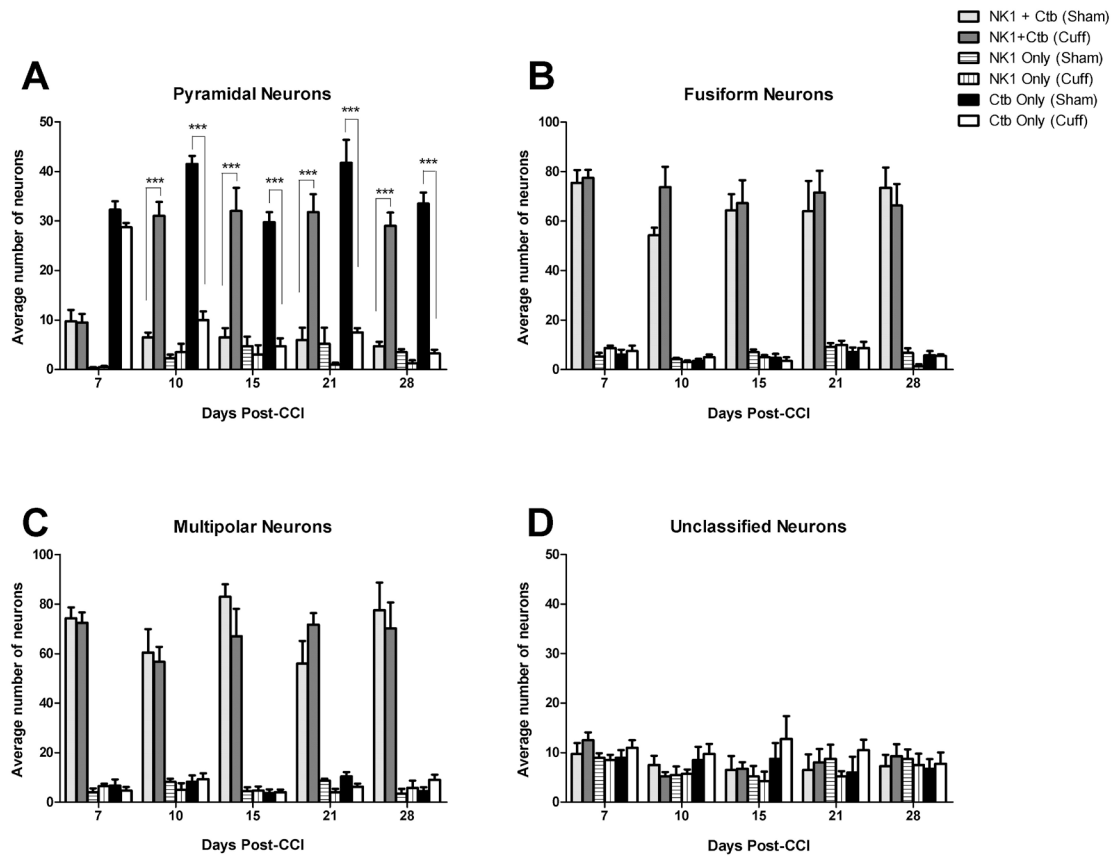 NK1 + Ctb (Sham)
NK1+Ctb (Cuff)
NK1 Only (Sham)
NK1 Only (Cuff)
Ctb Only (Sham)
Ctb Only (Cuff)
A
Pyramidal Neurons
Average number of neurons
50
40
30
20
10
0
*** *** *** *** *** *** *** ***
7 10 15 21 28
Days Post-CCI
B
Fusiform Neurons
Average number of neurons
100
80
60
40
20
0
7 10 15 21 28
Days Post-CCI
C
Multipolar Neurons
Average number of neurons
100
80
60
40
20
0
7 10 15 21 28
Days Post-CCI
D
Unclassified Neurons
Average number of neurons
50
40
30
20
10
0
7 10 15 21 28
Days Post-CCI